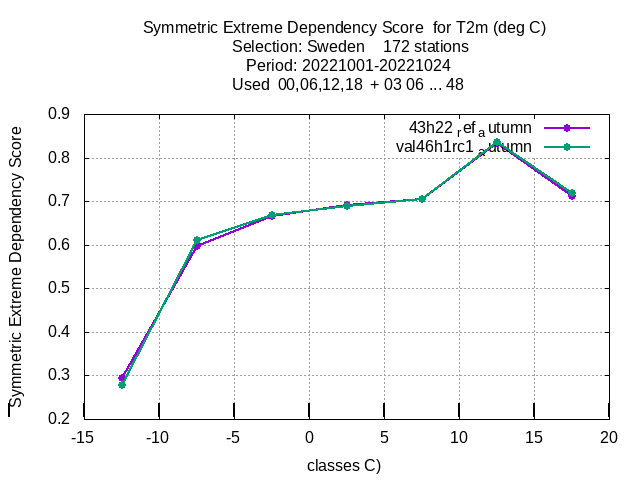 Symmetric Extreme Dependency Score for T2m (deg C)
Selection: Sweden 172 stations
Period: 20221001-20221024
Used 00,06,12,18 + 03 06 ... 48
Symmetric Extreme Dependency Score
0.9
0.8
0.7
0.6
0.5
0.4
0.3
0.2
43h22 ref a utumn
val46h1rc1 a utumn
-15 -10 -5 0 5 10 15 20
classes C)